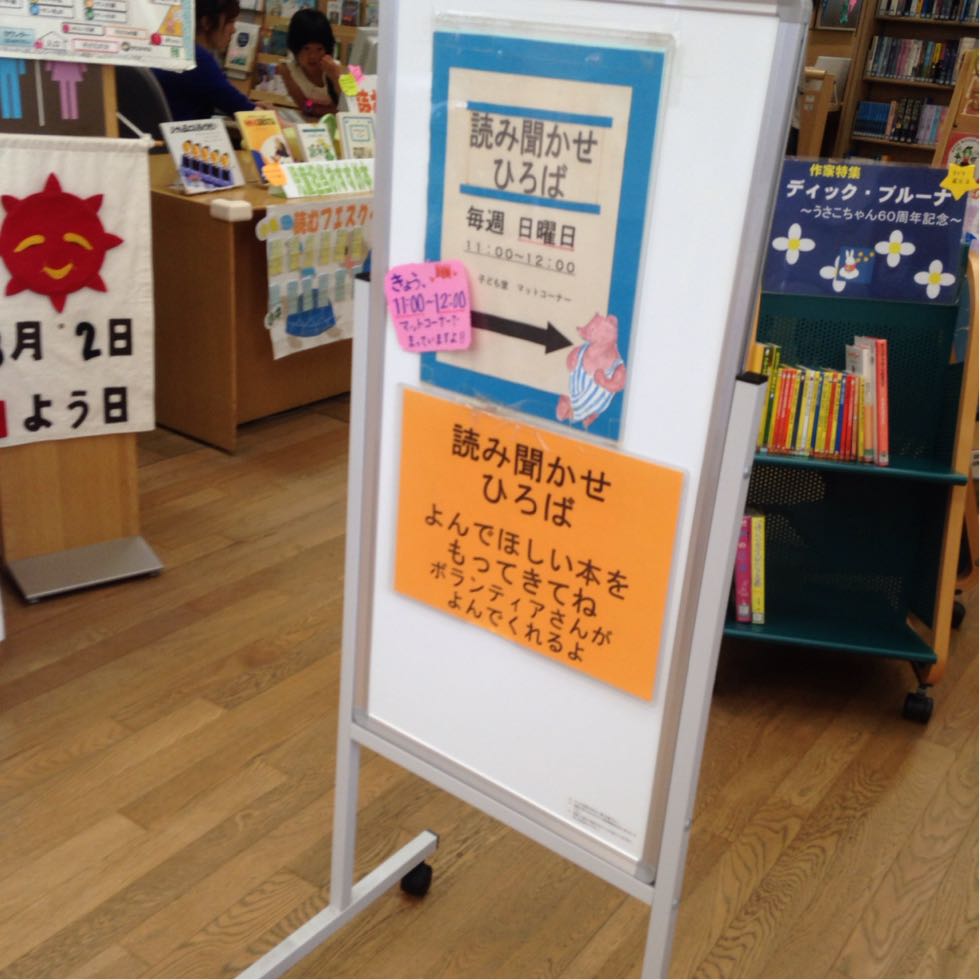 読み聞かせ
ひろば
毎週 日曜日
11:00~12:00
子ども室 マットコーナー
きょう、
11:00~12:00
マットコーナーで
まっていますよ!!
読み聞かせ
ひろば
よんでほしい本を
もってきてね
ボランティアさんが
よんでくれるよ
月 2日
よう日
読むフェスタ
作家特集
ディック・ブルーナ
~うさこちゃん60周年記念~